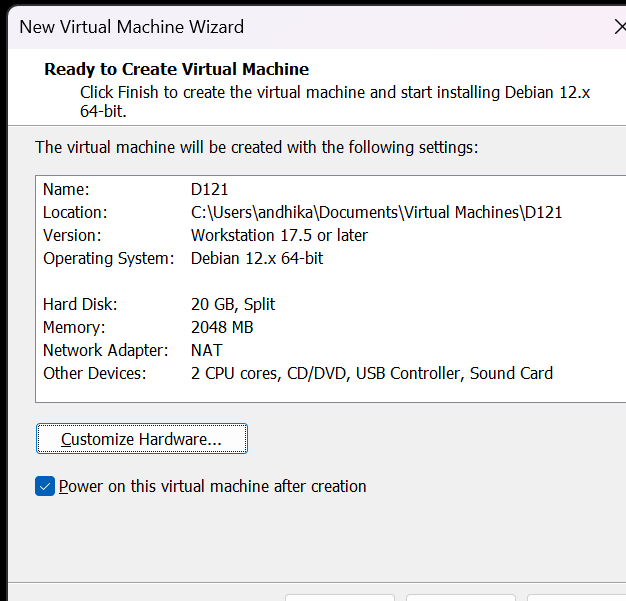 New Virtual Machine Wizard
Ready to Create Virtual Machine
Click Finish to create the virtual machine and start installing Debian 12.x
64-bit.
The virtual machine will be created with the following settings:
Name: D121
Location: C:\Users\andhika\Documents\Virtual Machines\D121
Version: Workstation 17.5 or later
Operating System: Debian 12.x 64-bit
Hard Disk: 20 GB, Split
Memory: 2048 MB
Network Adapter: NAT
Other Devices: 2 CPU cores, CD/DVD, USB Controller, Sound Card
Customize Hardware...
Power on this virtual machine after creation